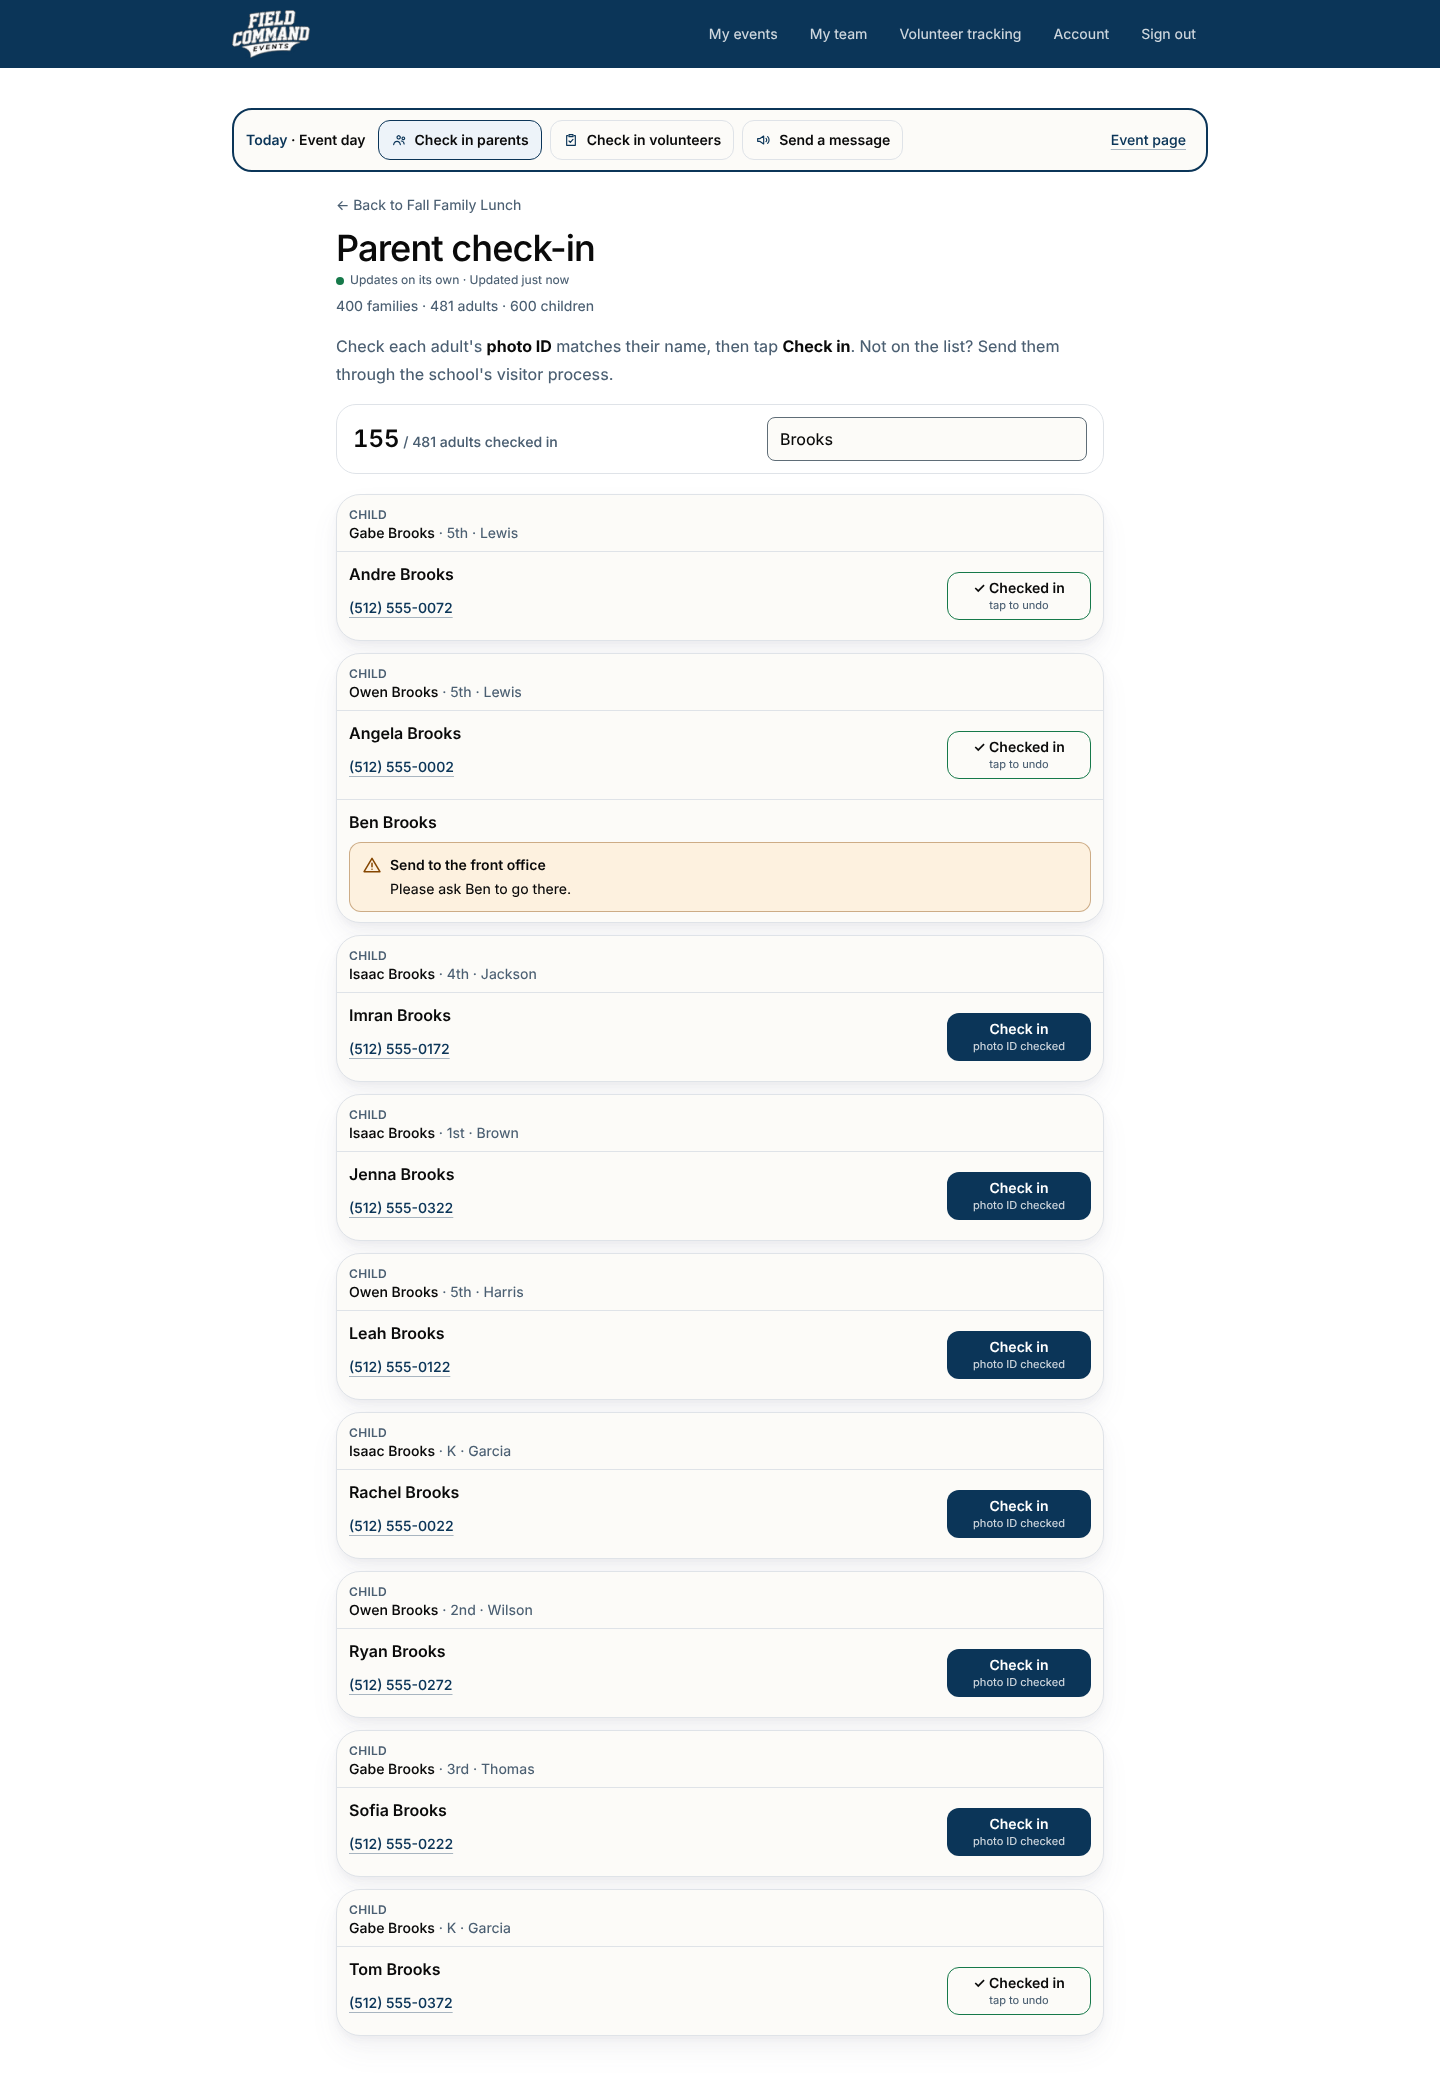 FIELD
COMMAND
EVENTS
My events
My team
Volunteer tracking
Account
Sign out
Today · Event day
Check in parents
Check in volunteers
Send a message
Event page
← Back to Fall Family Lunch
Parent check-in
Updates on its own · Updated just now
400 families · 481 adults · 600 children
Check each adult's photo ID matches their name, then tap Check in. Not on the list? Send them
through the school's visitor process.
155 / 481 adults checked in
Brooks
CHILD
Gabe Brooks · 5th · Lewis
Andre Brooks
(512) 555-0072
✓ Checked in
tap to undo
CHILD
Owen Brooks · 5th · Lewis
Angela Brooks
(512) 555-0002
✓ Checked in
tap to undo
Ben Brooks
Send to the front office
Please ask Ben to go there.
CHILD
Isaac Brooks · 4th · Jackson
Imran Brooks
(512) 555-0172
Check in
photo ID checked
CHILD
Isaac Brooks · 1st · Brown
Jenna Brooks
(512) 555-0322
Check in
photo ID checked
CHILD
Owen Brooks · 5th · Harris
Leah Brooks
(512) 555-0122
Check in
photo ID checked
CHILD
Isaac Brooks · K · Garcia
Rachel Brooks
(512) 555-0022
Check in
photo ID checked
CHILD
Owen Brooks · 2nd · Wilson
Ryan Brooks
(512) 555-0272
Check in
photo ID checked
CHILD
Gabe Brooks · 3rd · Thomas
Sofia Brooks
(512) 555-0222
Check in
photo ID checked
CHILD
Gabe Brooks · K · Garcia
Tom Brooks
(512) 555-0372
✓ Checked in
tap to undo